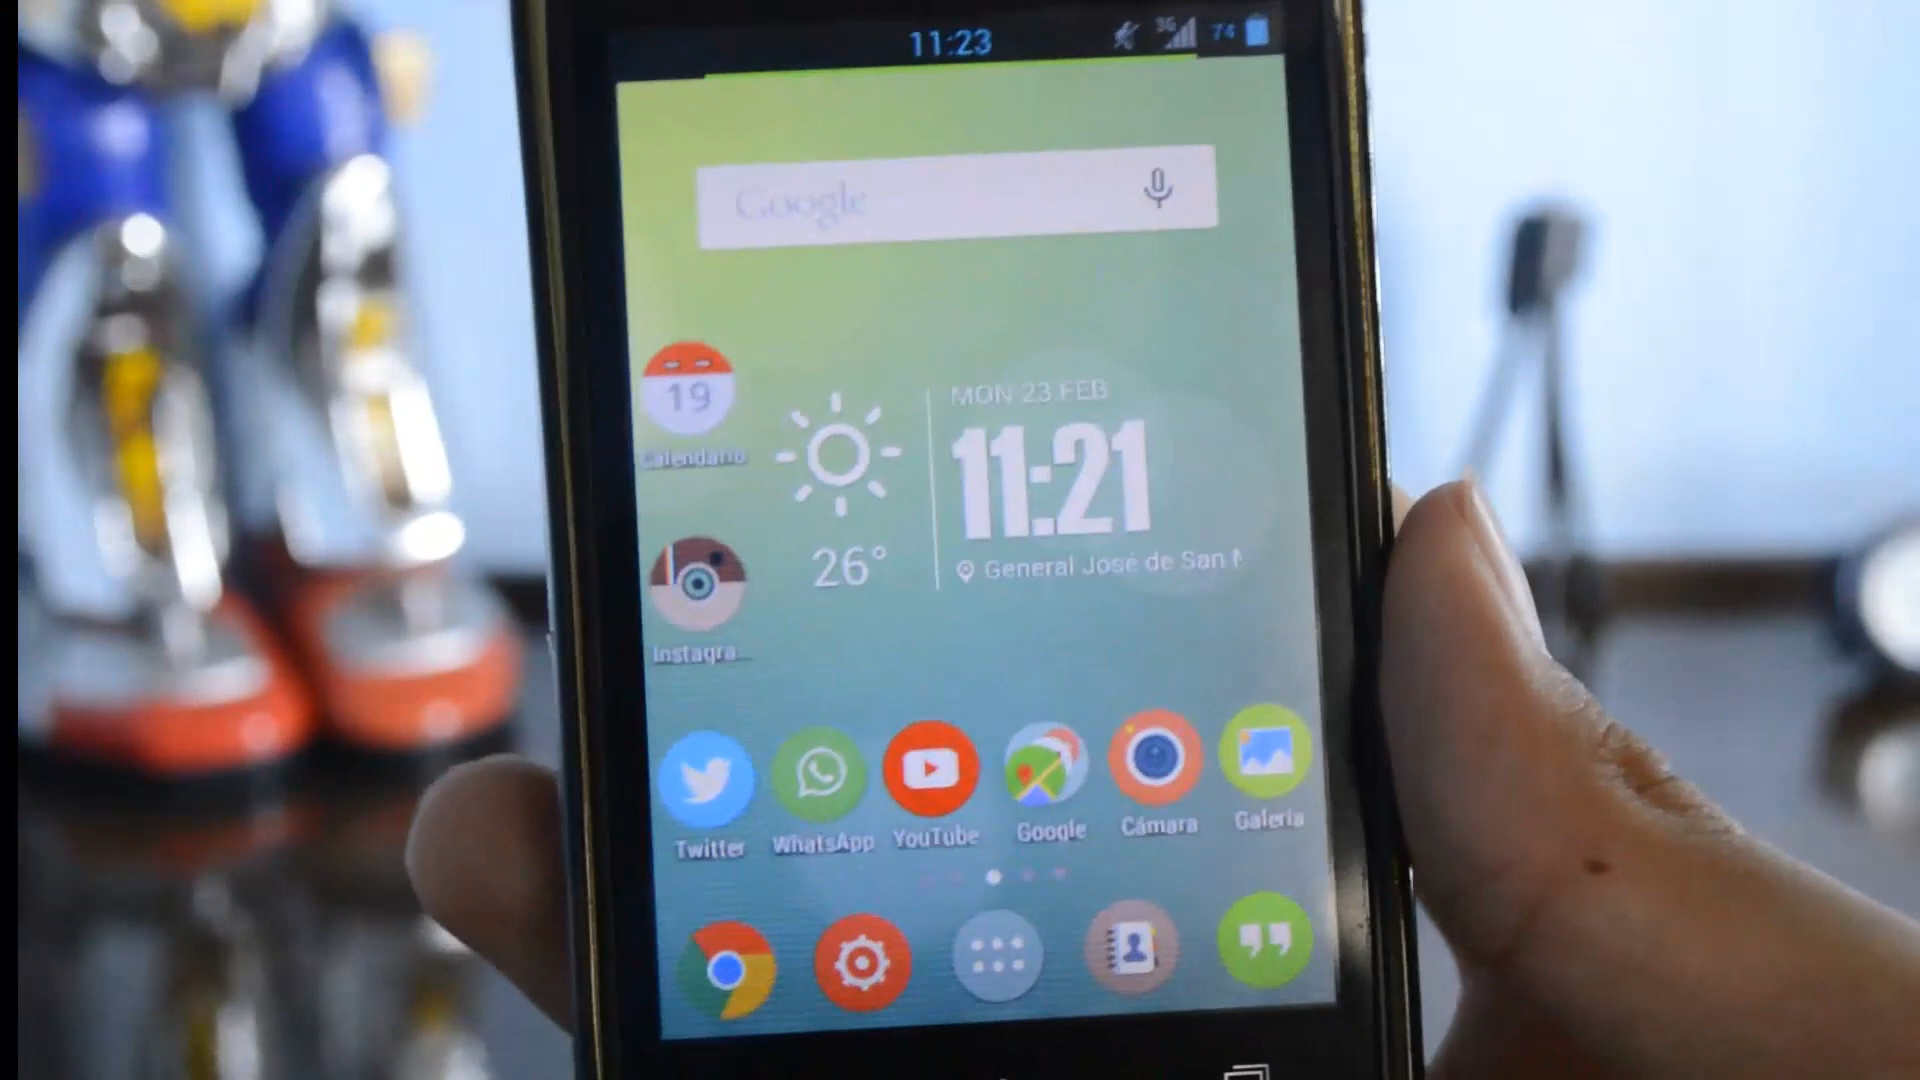 11:23
3G
74
Google
19
Calendario
MON 23 FEB
11:21
26°
General José de San
Instagra...
Twitter
WhatsApp
YouTube
Google
Cámara
Galería